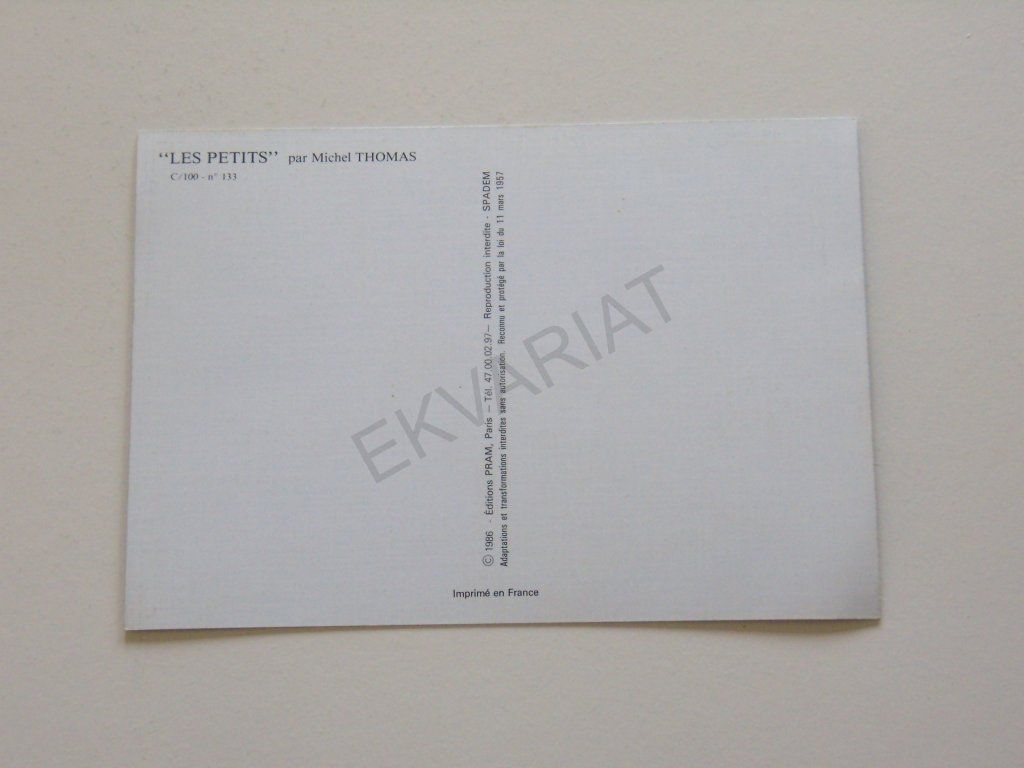 “LES PETITS” par Michel THOMAS
C/100 - n° 133
© 1986 - Éditions PRAM, Paris — Tél. 47.00.02.97— Reproduction interdite - SPADEM
Adaptations et transformations interdites sans autorisation. Reconnu et protégé par la loi du 11 mars 1957
EKVARIAT
Imprimé en France